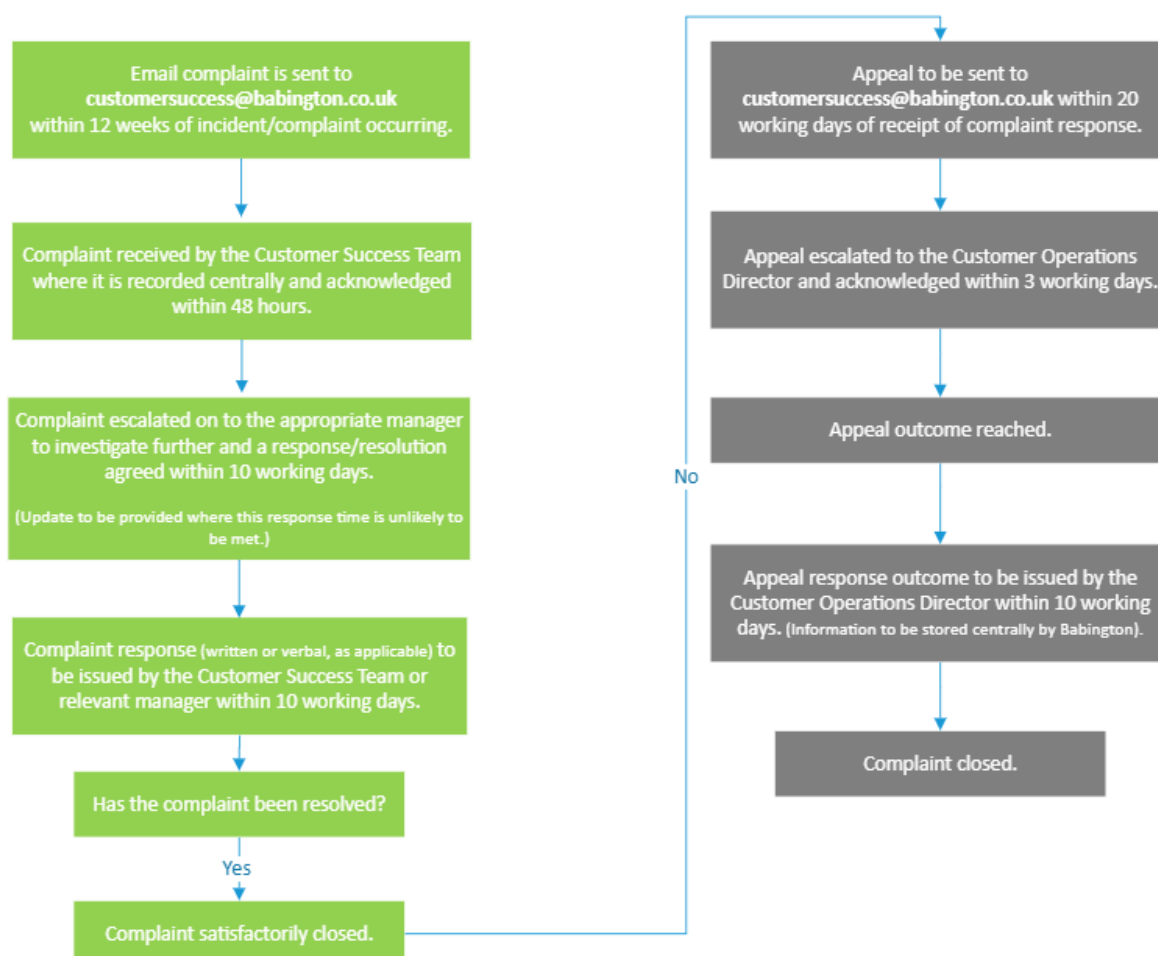 Email complaint is sent to
customersuccess@babington.co.uk
within 12 weeks of incident/complaint occurring.
Complaint received by the Customer Success Team
where it is recorded centrally and acknowledged
within 48 hours.
Complaint escalated on to the appropriate manager
to investigate further and a response/resolution
agreed within 10 working days.
(Update to be provided where this response time is unlikely to
be met.)
Complaint response (written or verbal, as applicable) to
be issued by the Customer Success Team or
relevant manager within 10 working days.
Has the complaint been resolved?
Yes
Complaint satisfactorily closed.
No
Appeal to be sent to
customersuccess@babington.co.uk within 20
working days of receipt of complaint response.
Appeal escalated to the Customer Operations
Director and acknowledged within 3 working days.
Appeal outcome reached.
Appeal response outcome to be issued by the
Customer Operations Director within 10 working
days. (Information to be stored centrally by Babington).
Complaint closed.